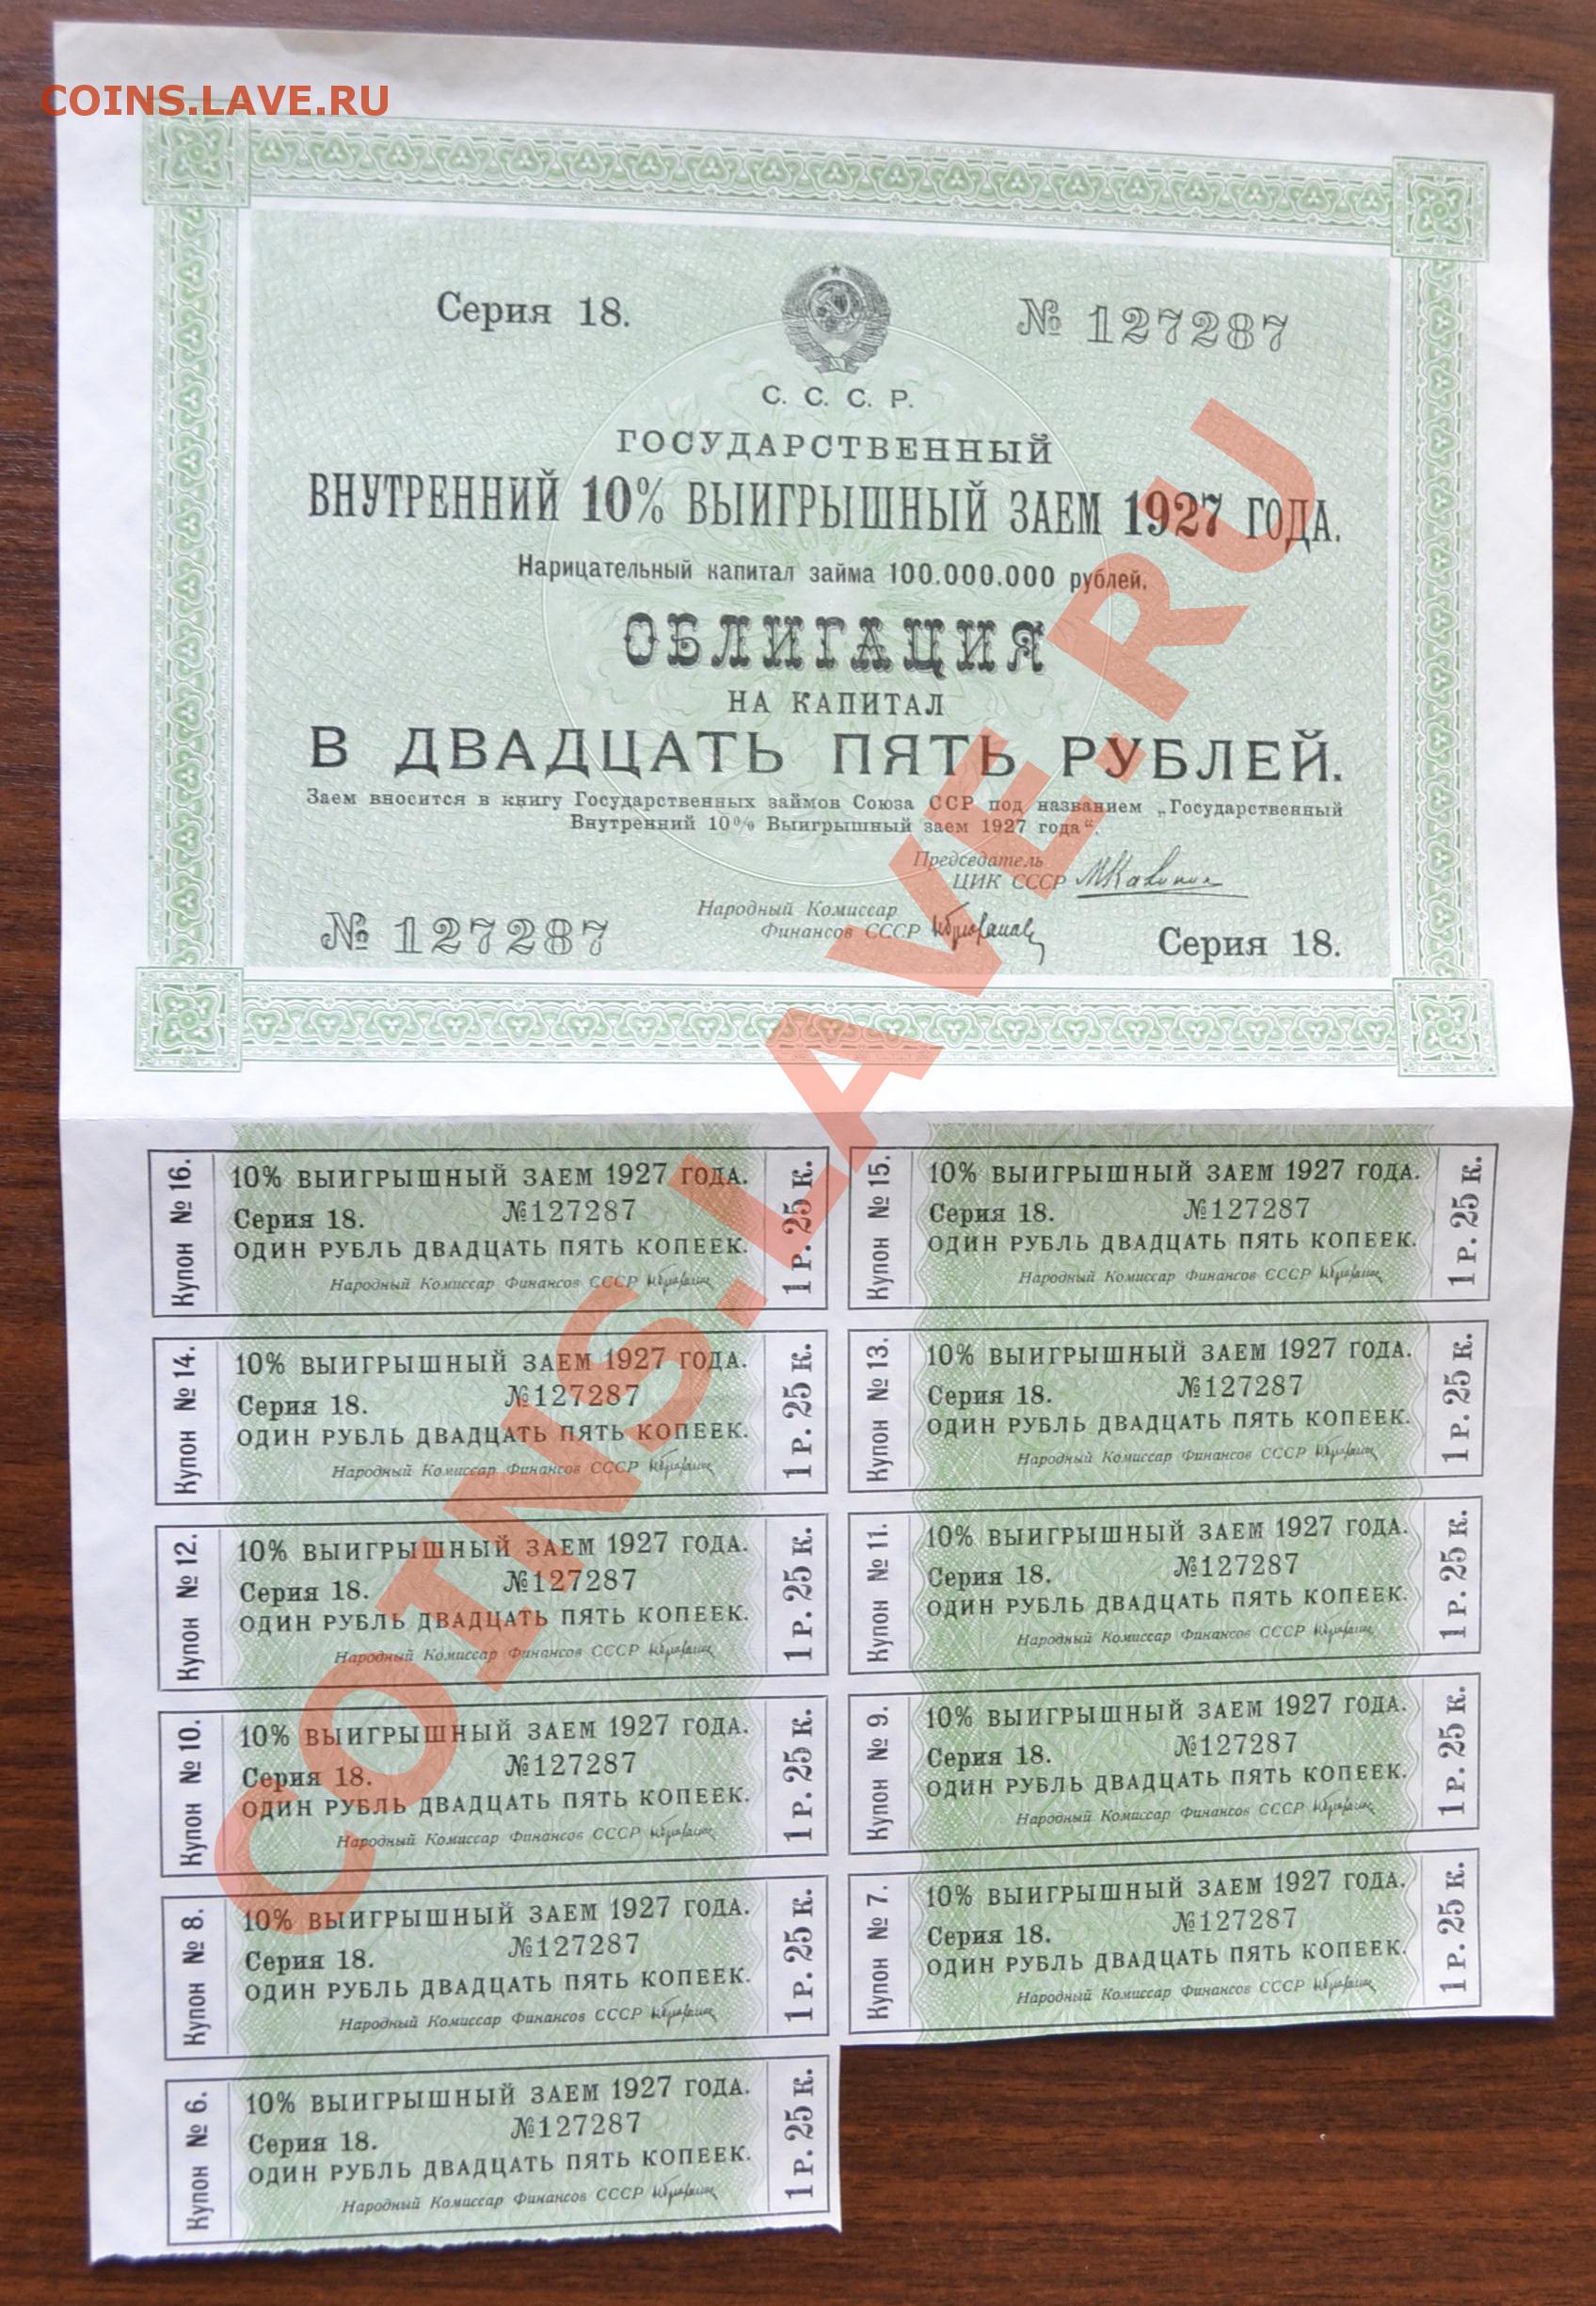 COINS.LAVE.RU
Серия 18.
№ 127287
С. С. С. Р.
ГОСУДАРСТВЕННЫЙ
ВНУТРЕННИЙ 10% ВЫИГРЫШНЫЙ ЗАЕМ 1927 ГОДА.
Нарицательный капитал займа 100.000.000 рублей.
ОБЛИГАЦИЯ
НА КАПИТАЛ
В ДВАДЦАТЬ ПЯТЬ РУБЛЕЙ.
Заем вносится в книгу Государственных займов Союза ССР под названием „Государственный
Внутренний 10% Выигрышный заем 1927 года“.
Председатель
ЦИК СССР
Народный Комиссар
Финансов СССР
№ 127287
Серия 18.
COINS.LAVE.RU
Купон № 16.
10% ВЫИГРЫШНЫЙ ЗАЕМ 1927 ГОДА.
Серия 18. №127287
ОДИН РУБЛЬ ДВАДЦАТЬ ПЯТЬ КОПЕЕК.
Народный Комиссар Финансов СССР
1 Р. 25 К.
Купон № 15.
10% ВЫИГРЫШНЫЙ ЗАЕМ 1927 ГОДА.
Серия 18. №127287
ОДИН РУБЛЬ ДВАДЦАТЬ ПЯТЬ КОПЕЕК.
Народный Комиссар Финансов СССР
1 Р. 25 К.
Купон № 14.
10% ВЫИГРЫШНЫЙ ЗАЕМ 1927 ГОДА.
Серия 18. №127287
ОДИН РУБЛЬ ДВАДЦАТЬ ПЯТЬ КОПЕЕК.
Народный Комиссар Финансов СССР
1 Р. 25 К.
Купон № 13.
10% ВЫИГРЫШНЫЙ ЗАЕМ 1927 ГОДА.
Серия 18. №127287
ОДИН РУБЛЬ ДВАДЦАТЬ ПЯТЬ КОПЕЕК.
Народный Комиссар Финансов СССР
1 Р. 25 К.
Купон № 12.
10% ВЫИГРЫШНЫЙ ЗАЕМ 1927 ГОДА.
Серия 18. №127287
ОДИН РУБЛЬ ДВАДЦАТЬ ПЯТЬ КОПЕЕК.
Народный Комиссар Финансов СССР
1 Р. 25 К.
Купон № 11.
10% ВЫИГРЫШНЫЙ ЗАЕМ 1927 ГОДА.
Серия 18. №127287
ОДИН РУБЛЬ ДВАДЦАТЬ ПЯТЬ КОПЕЕК.
Народный Комиссар Финансов СССР
1 Р. 25 К.
Купон № 10.
10% ВЫИГРЫШНЫЙ ЗАЕМ 1927 ГОДА.
Серия 18. №127287
ОДИН РУБЛЬ ДВАДЦАТЬ ПЯТЬ КОПЕЕК.
Народный Комиссар Финансов СССР
1 Р. 25 К.
Купон № 9.
10% ВЫИГРЫШНЫЙ ЗАЕМ 1927 ГОДА.
Серия 18. №127287
ОДИН РУБЛЬ ДВАДЦАТЬ ПЯТЬ КОПЕЕК.
Народный Комиссар Финансов СССР
1 Р. 25 К.
Купон № 8.
10% ВЫИГРЫШНЫЙ ЗАЕМ 1927 ГОДА.
Серия 18. №127287
ОДИН РУБЛЬ ДВАДЦАТЬ ПЯТЬ КОПЕЕК.
Народный Комиссар Финансов СССР
1 Р. 25 К.
Купон № 7.
10% ВЫИГРЫШНЫЙ ЗАЕМ 1927 ГОДА.
Серия 18. №127287
ОДИН РУБЛЬ ДВАДЦАТЬ ПЯТЬ КОПЕЕК.
Народный Комиссар Финансов СССР
1 Р. 25 К.
Купон № 6.
10% ВЫИГРЫШНЫЙ ЗАЕМ 1927 ГОДА.
Серия 18. №127287
ОДИН РУБЛЬ ДВАДЦАТЬ ПЯТЬ КОПЕЕК.
Народный Комиссар Финансов СССР
1 Р. 25 К.